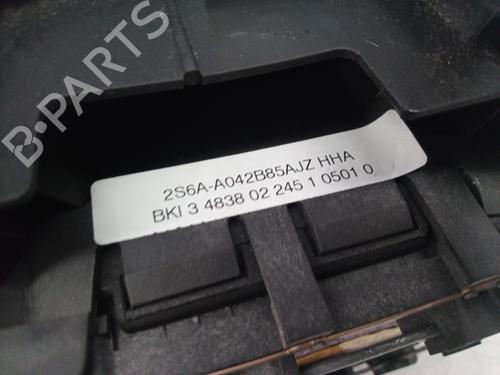 B-PARTS
2S6A-A042B85AJZ HHA
BKI 3 4838 02 245 1 0501 0